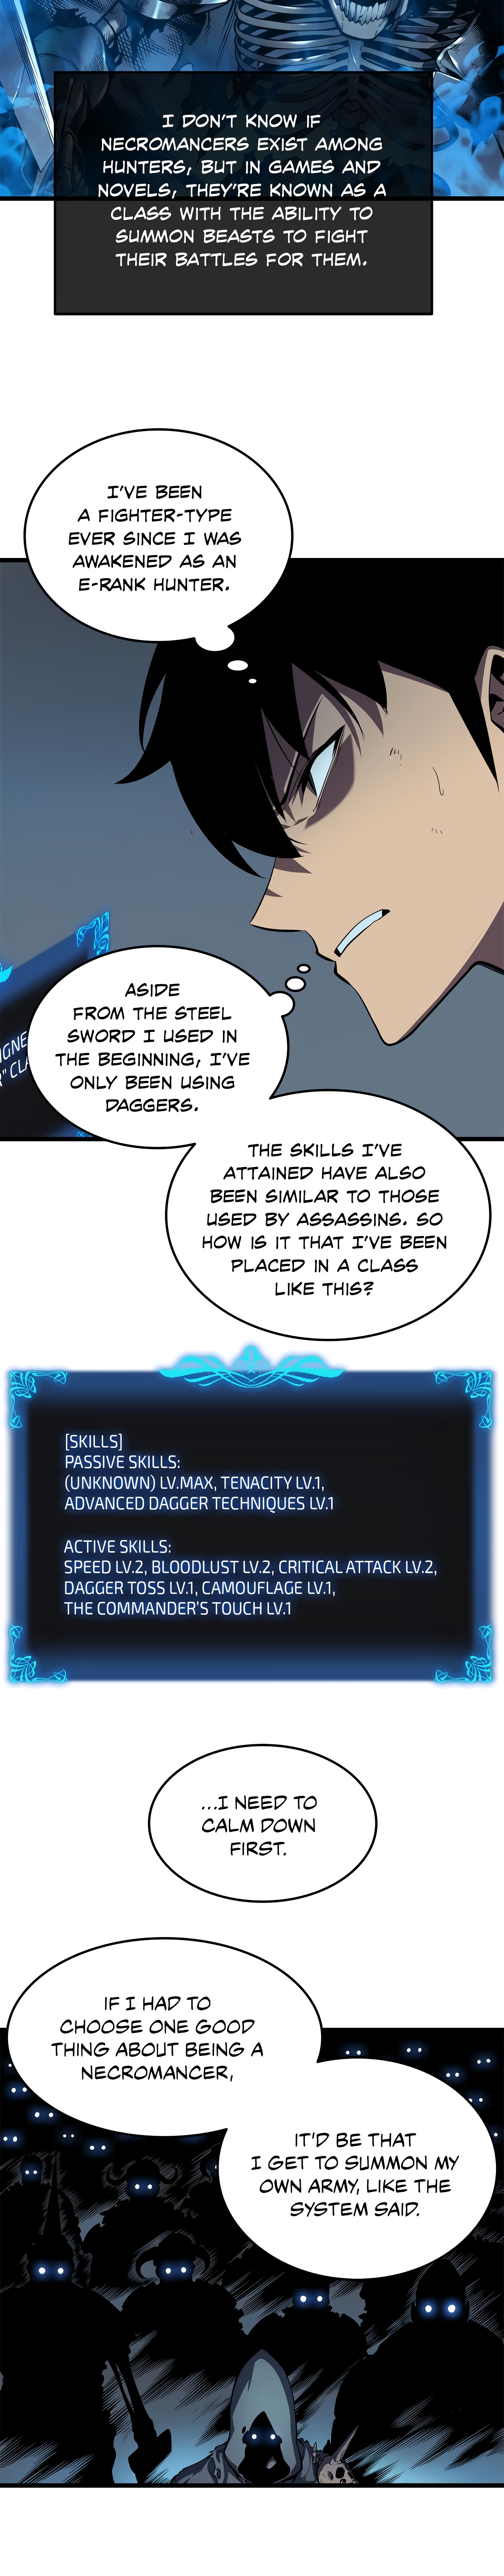 I DON'T KNOW IF
NECROMANCERS EXIST AMONG
HUNTERS, BUT IN GAMES AND
NOVELS, THEY'RE KNOWN AS A
CLASS WITH THE ABILITY TO
SUMMON BEASTS TO FIGHT
THEIR BATTLES FOR THEM.
I'VE BEEN
A FIGHTER-TYPE
EVER SINCE I WAS
AWAKENED AS AN
E-RANK HUNTER.
ASIDE
FROM THE STEEL
SWORD I USED IN
THE BEGINNING, I'VE
ONLY BEEN USING
DAGGERS.
THE SKILLS I'VE
ATTAINED HAVE ALSO
BEEN SIMILAR TO THOSE
USED BY ASSASSINS. SO
HOW IS IT THAT I'VE BEEN
PLACED IN A CLASS
LIKE THIS?
[SKILLS]
PASSIVE SKILLS:
(UNKNOWN) LV.MAX, TENACITY LV.1,
ADVANCED DAGGER TECHNIQUES LV.1
ACTIVE SKILLS:
SPEED LV.2, BLOODLUST LV.2, CRITICAL ATTACK LV.2,
DAGGER TOSS LV.1, CAMOUFLAGE LV.1,
THE COMMANDER'S TOUCH LV.1
...I NEED TO
CALM DOWN
FIRST.
IF I HAD TO
CHOOSE ONE GOOD
THING ABOUT BEING A
NECROMANCER,
IT'D BE THAT
I GET TO SUMMON MY
OWN ARMY, LIKE THE
SYSTEM SAID.